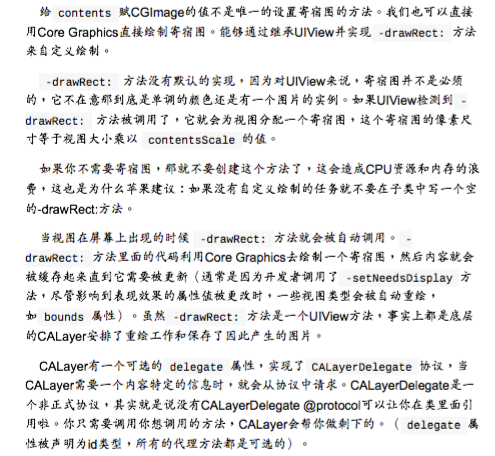 给 contents 赋CGImage的值不是唯一的设置寄宿图的方法。我们也可以直接
用Core Graphics直接绘制寄宿图。能够通过继承UIView并实现 -drawRect: 方法
来自定义绘制。
-drawRect: 方法没有默认的实现，因为对UIView来说，寄宿图并不是必须
的，它不在意那到底是单调的颜色还是有一个图片的实例。如果UIView检测到 -
drawRect: 方法被调用了，它就会为视图分配一个寄宿图，这个寄宿图的像素尺
寸等于视图大小乘以 contentsScale 的值。
如果你不需要寄宿图，那就不要创建这个方法了，这会造成CPU资源和内存的浪
费，这也是为什么苹果建议：如果没有自定义绘制的任务就不要在子类中写一个空
的-drawRect:方法。
当视图在屏幕上出现的时候 -drawRect: 方法就会被自动调用。 -
drawRect: 方法里面的代码利用Core Graphics去绘制一个寄宿图，然后内容就会
被缓存起来直到它需要被更新（通常是因为开发者调用了 -setNeedsDisplay 方
法，尽管影响到表现效果的属性值被更改时，一些视图类型会被自动重绘，
如 bounds 属性）。虽然 -drawRect: 方法是一个UIView方法，事实上都是底层
的CALayer安排了重绘工作和保存了因此产生的图片。
CALayer有一个可选的 delegate 属性，实现了 CALayerDelegate 协议，当
CALayer需要一个内容特定的信息时，就会从协议中请求。CALayerDelegate是一
个非正式协议，其实就是说没有CALayerDelegate @protocol可以让你在类里面引
用啦。你只需要调用你想调用的方法，CALayer会帮你做剩下的。（ delegate 属
性被声明为id类型，所有的代理方法都是可选的）。